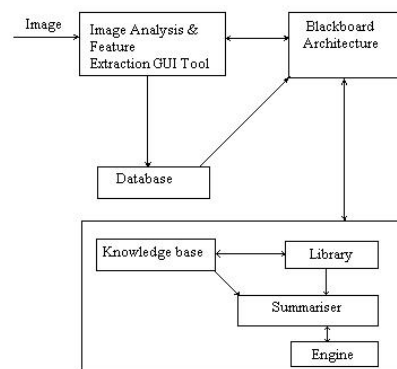 Image
Image Analysis &
Feature
Extraction GUI Tool
Blackboard
Architecture
Database
Knowledge base
Library
Summariser
Engine